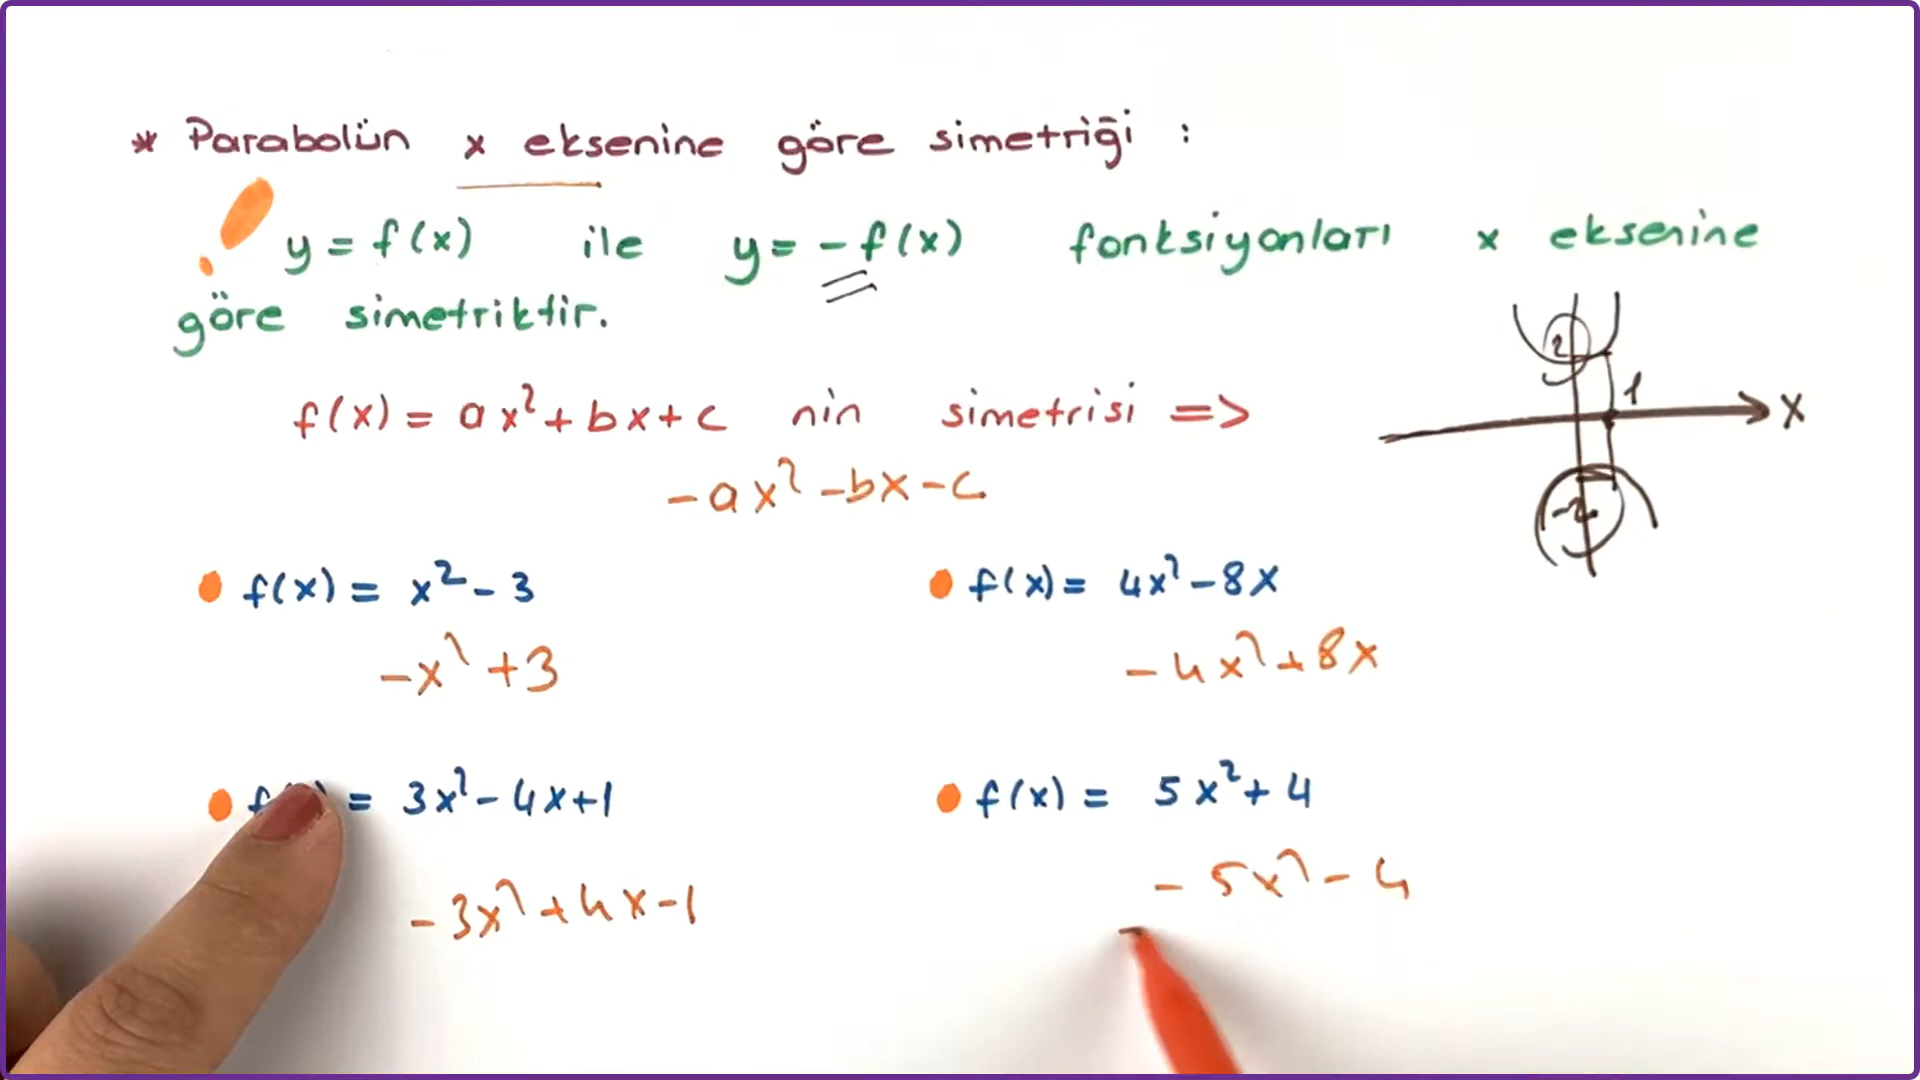 * Parabolün x eksenine göre simetriği :
y = f(x) ile y = -f(x) fonksiyonları x eksenine
göre simetriktir.
2
1
x
-2
f(x) = ax² + bx + c nin simetrisi =>
-ax² - bx - c
f(x) = x² - 3
f(x) = 4x² - 8x
-x² + 3
-4x² + 8x
= 3x² - 4x + 1
f(x) = 5x² + 4
-3x² + 4x - 1
-5x² - 4